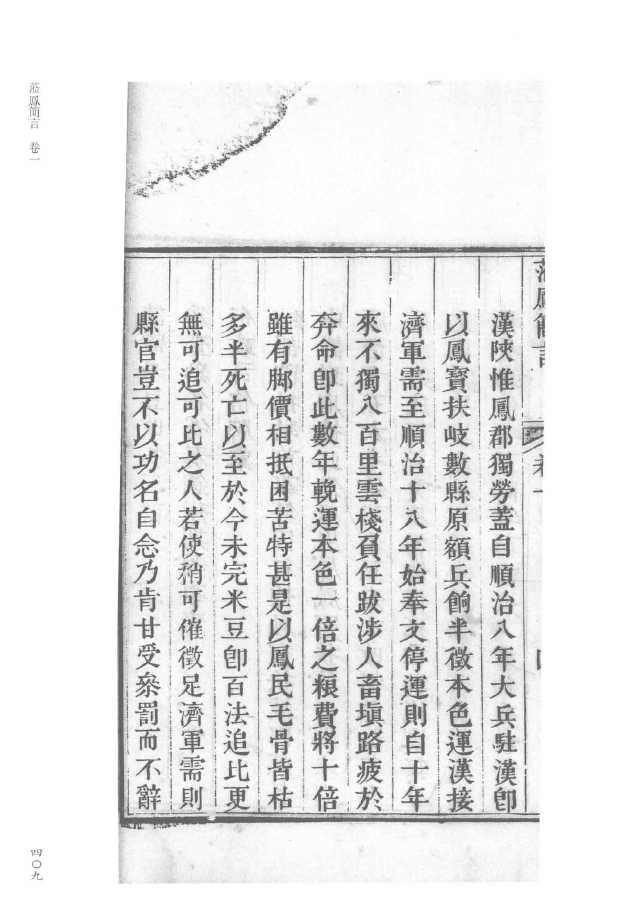 蒞鳳簡言　卷一
漢陝惟鳳郡獨勞蓋自順治八年大兵駐漢卽
以鳳寶扶岐數縣原額兵餉半徵本色運漢接
濟軍需至順治十八年始奉文停運則自十年
來不獨八百里雲棧負任跋涉人畜塡路疲於
奔命卽此數年輓運本色一倍之糧費將十倍
雖有脚價相抵困苦特甚是以鳳民毛骨皆枯
多半死亡以至於今未完米豆卽百法追比更
無可追可比之人若使稍可催徵足濟軍需則
縣官豈不以功名自念乃肯甘受叅罰而不辭
四〇九